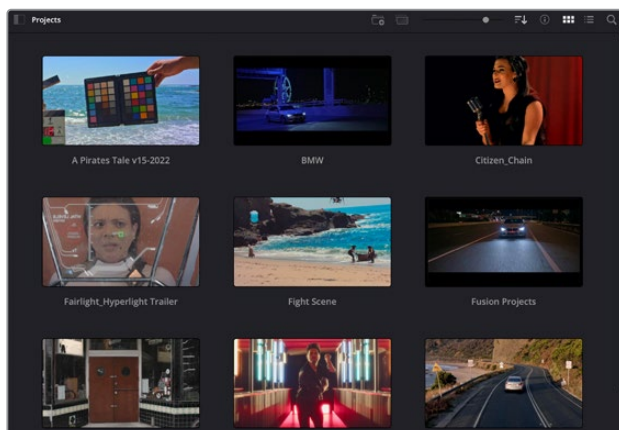 Projects
A Pirates Tale v15-2022
BMW
Citizen_Chain
Fairlight_Hyperlight Trailer
Fight Scene
Fusion Projects